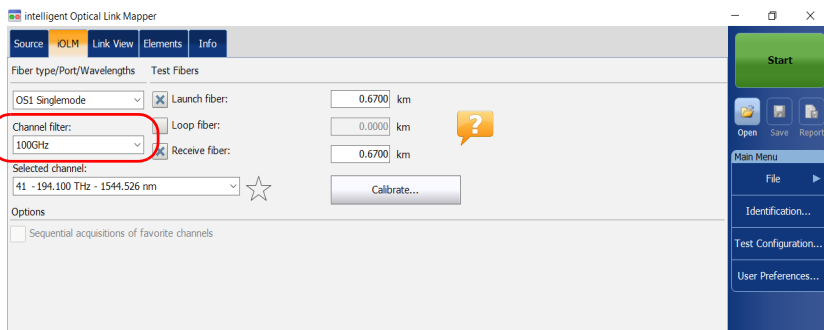 intelligent Optical Link Mapper
Source iOLM Link View Elements Info
Fiber type/Port/Wavelengths Test Fibers
OS1 Singlemode Launch fiber: 0.6700 km
Channel filter: Loop fiber: 0.0000 km
100GHz Receive fiber: 0.6700 km
Selected channel:
41 - 194.100 THz - 1544.526 nm Calibrate...
Options
Sequential acquisitions of favorite channels
Start
Open Save Report
Main Menu
File
Identification...
Test Configuration...
User Preferences...